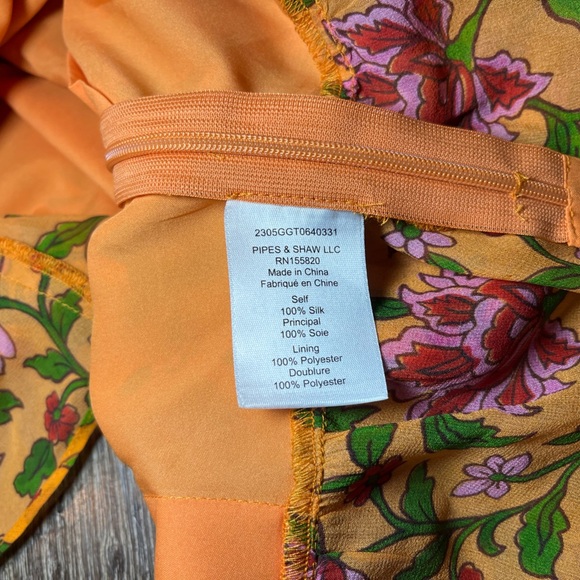 2305GGT0640331
PIPES & SHAW LLC
RN155820
Made in China
Fabriqué en Chine
Self
100% Silk
Principal
100% Soie
Lining
100% Polyester
Doublure
100% Polyester